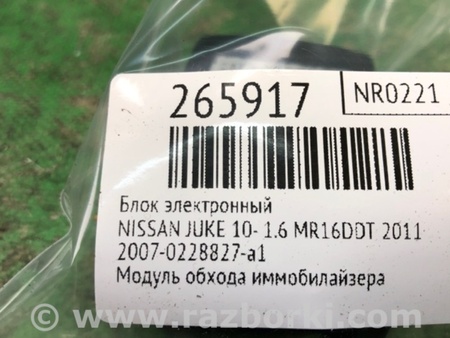 265917
NR0221
Блок электронный
NISSAN JUKE 10- 1.6 MR16DDT 2011
2007-0228827-a1
Модуль обхода иммобилайзера
www.razborki.com